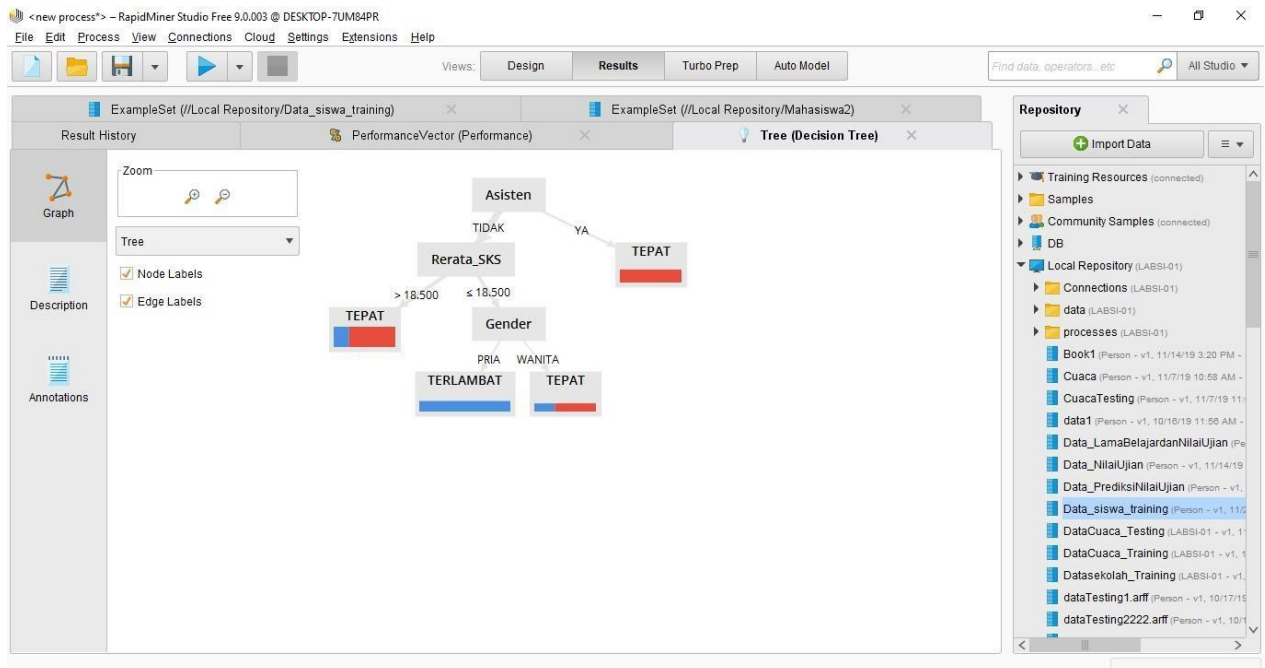 <new process*> – RapidMiner Studio Free 9.0.003 @ DESKTOP-7UM84PR
File Edit Process View Connections Cloud Settings Extensions Help
Views: Design Results Turbo Prep Auto Model
Find data, operators...etc
All Studio
ExampleSet (//Local Repository/Data_siswa_training)
ExampleSet (//Local Repository/Mahasiswa2)
Result History
PerformanceVector (Performance)
Tree (Decision Tree)
Graph
Description
Annotations
Zoom
Tree
Node Labels
Edge Labels
Asisten
TIDAK YA
Rerata_SKS TEPAT
> 18.500 ≤ 18.500
TEPAT Gender
PRIA WANITA
TERLAMBAT TEPAT
Repository
Import Data
Training Resources (connected)
Samples
Community Samples (connected)
DB
Local Repository (LABSI-01)
Connections (LABSI-01)
data (LABSI-01)
processes (LABSI-01)
Book1 (Person - v1, 11/14/19 3:20 PM -
Cuaca (Person - v1, 11/7/19 10:58 AM -
CuacaTesting (Person - v1, 11/7/19 11:
data1 (Person - v1, 10/16/19 11:56 AM -
Data_LamaBelajardanNilaiUjian (Pe
Data_NilaiUjian (Person - v1, 11/14/19
Data_PrediksiNilaiUjian (Person - v1,
Data_siswa_training (Person - v1, 11/2
DataCuaca_Testing (LABSI-01 - v1, 1
DataCuaca_Training (LABSI-01 - v1, 1
Datasekolah_Training (LABSI-01 - v1,
dataTesting1.arff (Person - v1, 10/17/19
dataTesting2222.arff (Person - v1, 10/1